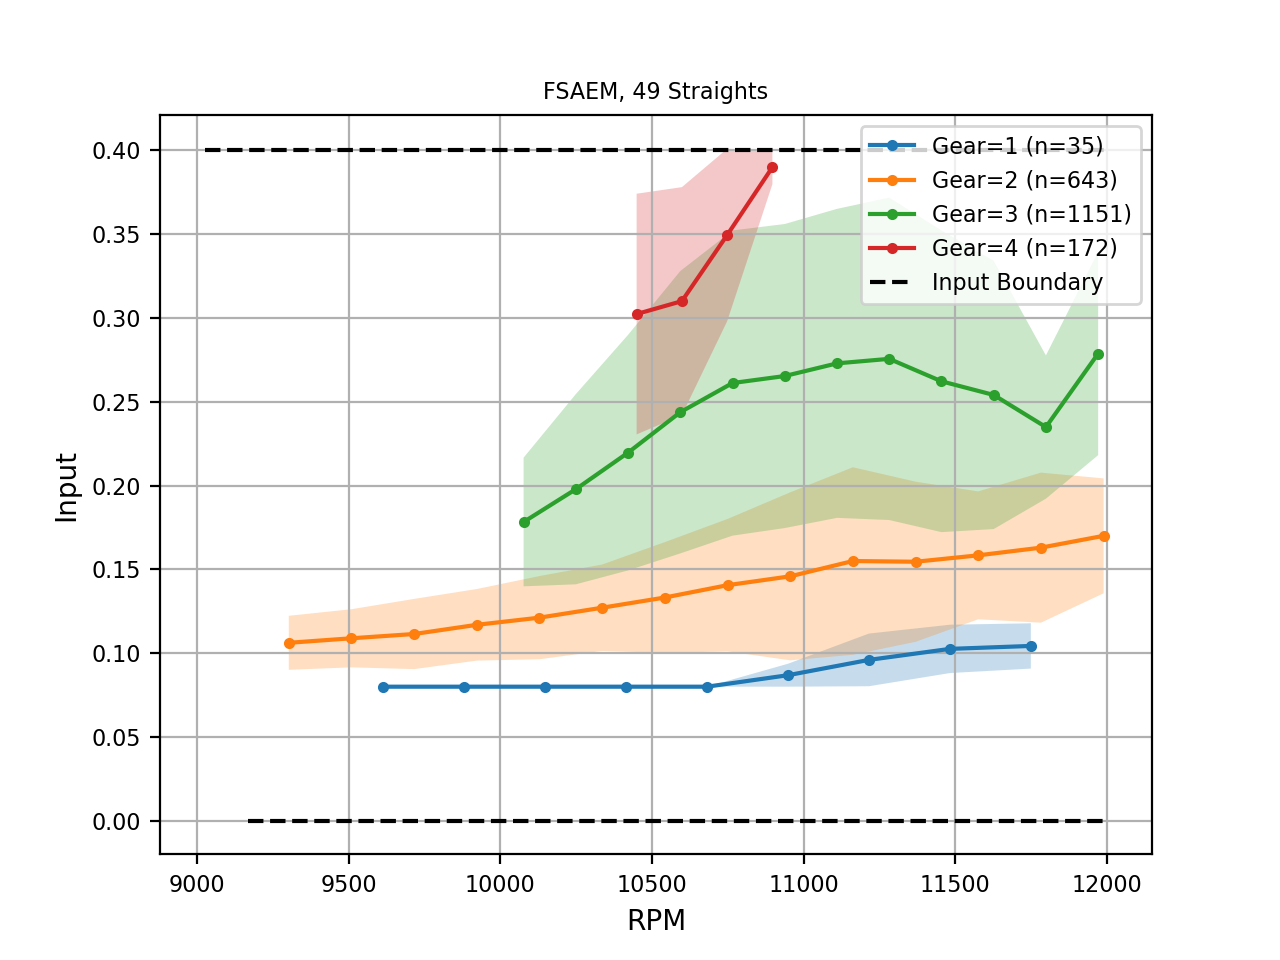 FSAEM, 49 Straights
Gear=1 (n=35)
Gear=2 (n=643)
Gear=3 (n=1151)
Gear=4 (n=172)
Input Boundary
0.40
0.35
0.30
0.25
0.20
0.15
0.10
0.05
0.00
Input
9000 9500 10000 10500 11000 11500 12000
RPM